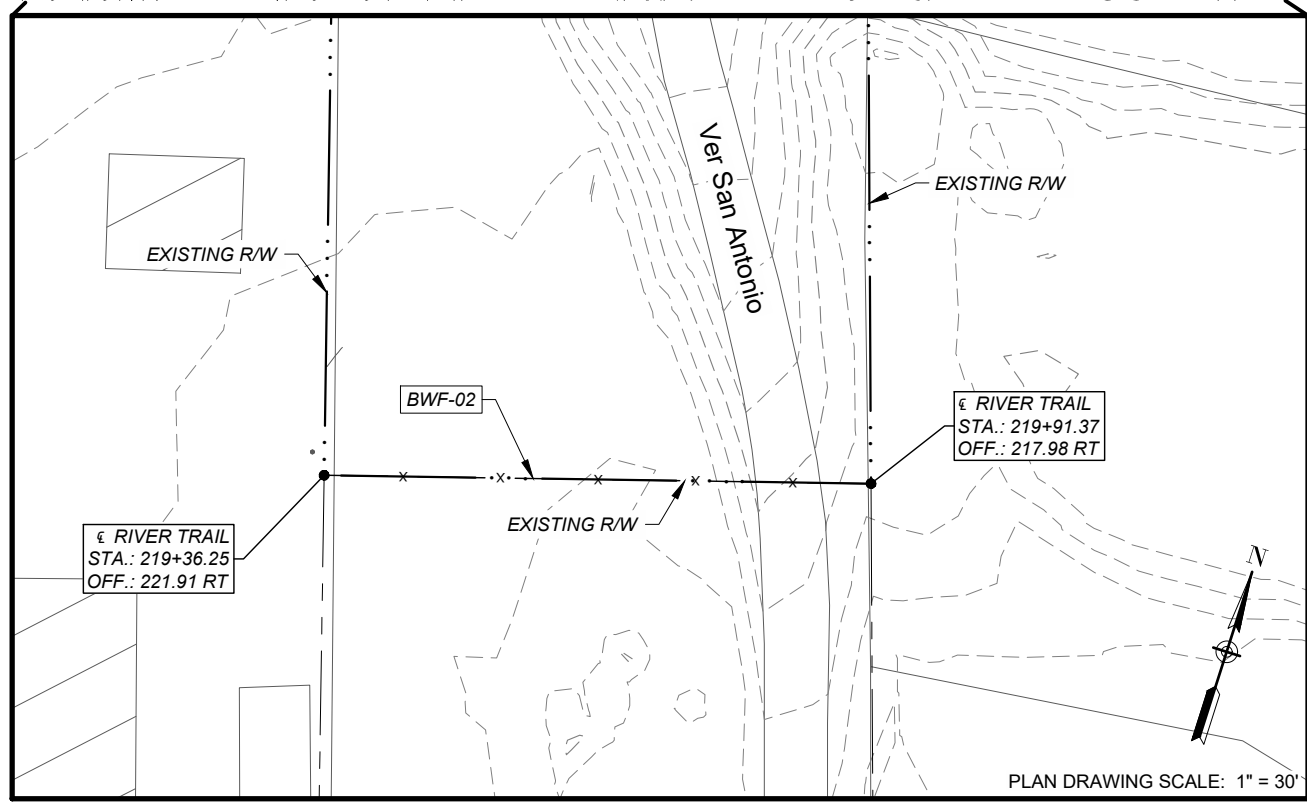 Ver San Antonio
EXISTING R/W
EXISTING R/W
BWF-02
℄ RIVER TRAIL
STA.: 219+91.37
OFF.: 217.98 RT
EXISTING R/W
℄ RIVER TRAIL
STA.: 219+36.25
OFF.: 221.91 RT
N
PLAN DRAWING SCALE: 1" = 30'